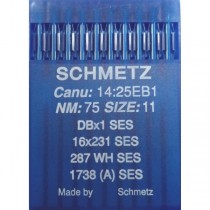 SCHMETZ
Canu: 14:25EB1
NM: 75 SIZE: 11
DBx1 SES
16x231 SES
287 WH SES
1738 (A) SES
Made by Schmetz